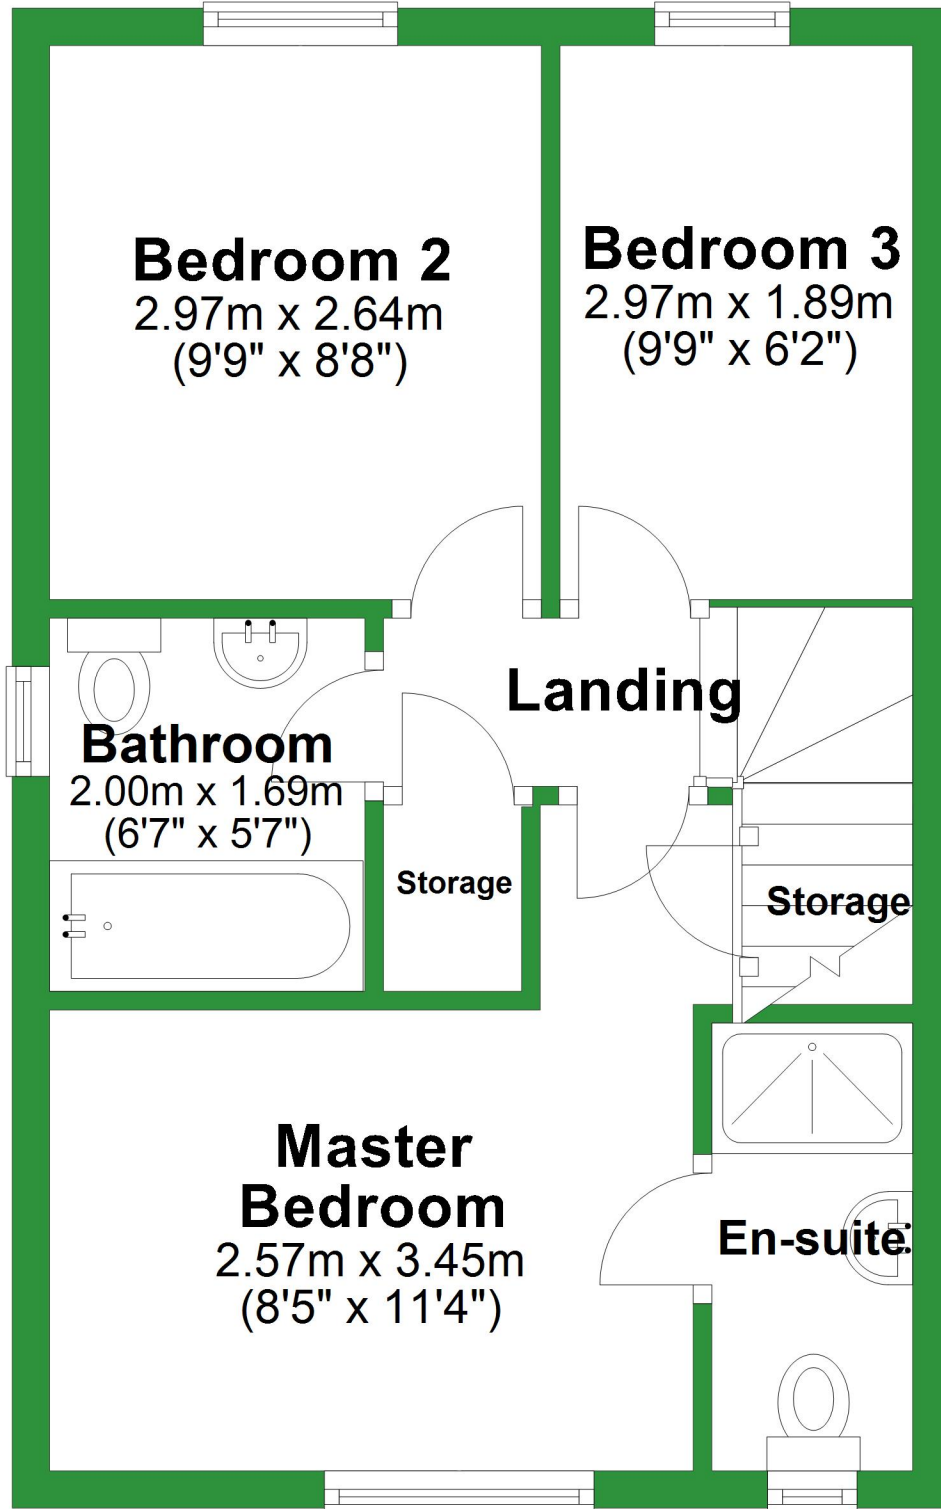 Bedroom 2
2.97m x 2.64m
(9'9" x 8'8")
Bedroom 3
2.97m x 1.89m
(9'9" x 6'2")
Landing
Bathroom
2.00m x 1.69m
(6'7" x 5'7")
Storage
Storage
Master
Bedroom
2.57m x 3.45m
(8'5" x 11'4")
En-suite